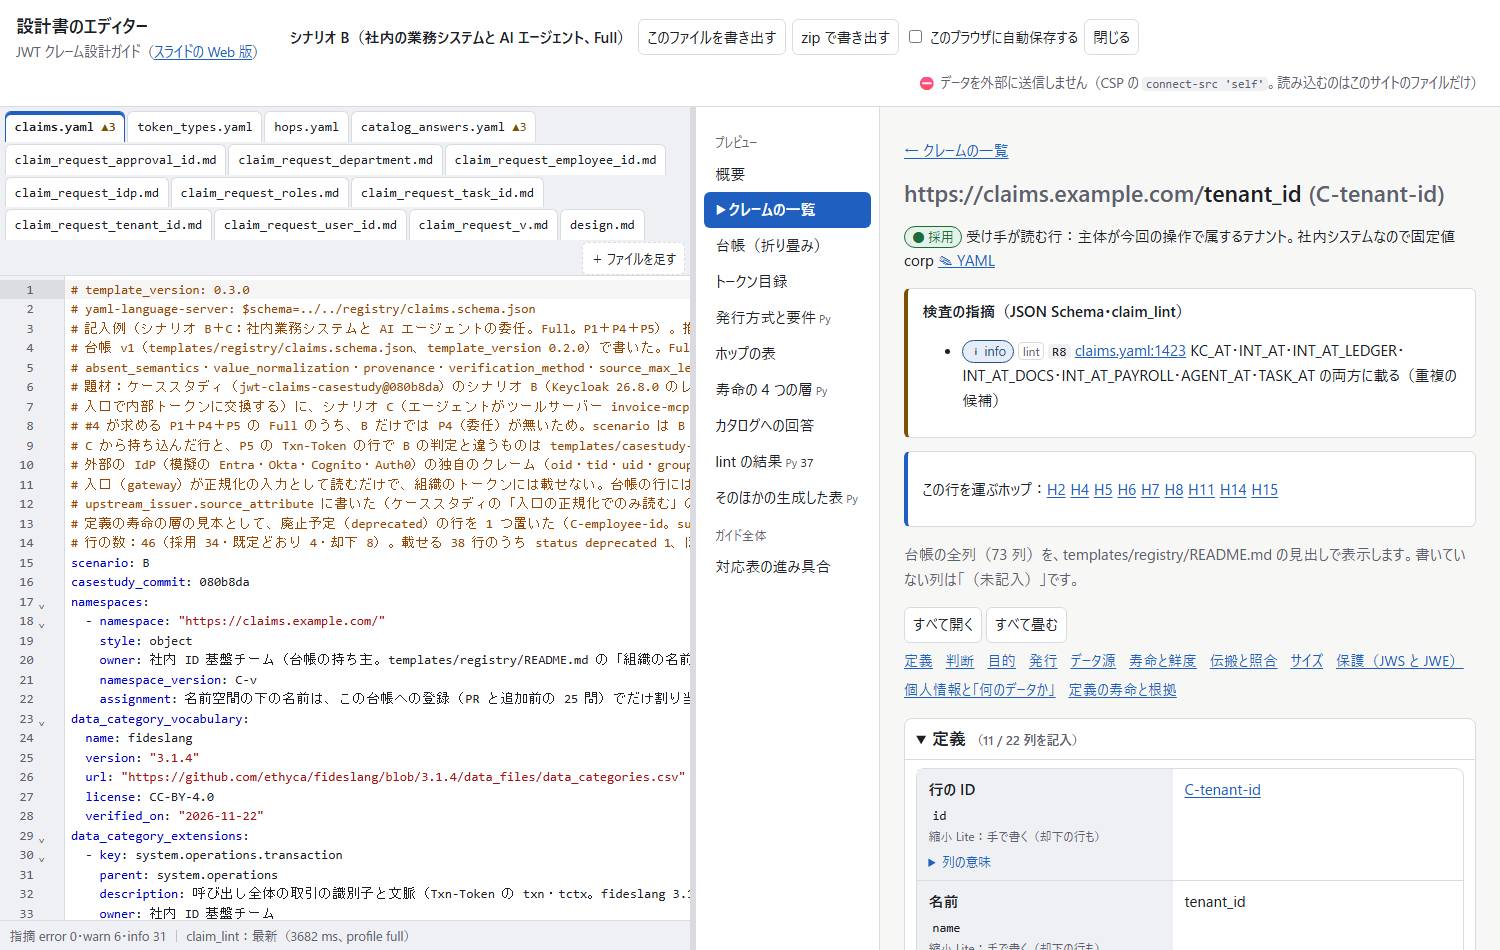 設計書のエディター
JWT クレーム設計ガイド（スライドの Web 版）
シナリオ B（社内の業務システムと AI エージェント、Full）
このファイルを書き出す
zip で書き出す
このブラウザに自動保存する
閉じる
データを外部に送信しません（CSP の connect-src 'self'。読み込むのはこのサイトのファイルだけ）
claims.yaml ▲3
token_types.yaml
hops.yaml
catalog_answers.yaml ▲3
claim_request_approval_id.md
claim_request_department.md
claim_request_employee_id.md
claim_request_idp.md
claim_request_roles.md
claim_request_task_id.md
claim_request_tenant_id.md
claim_request_user_id.md
claim_request_v.md
design.md
＋ ファイルを足す
1 # template_version: 0.3.0
2 # yaml-language-server: $schema=../../registry/claims.schema.json
3 # 記入例（シナリオ B＋C：社内業務システムと AI エージェントの委任。Full。P1＋P4＋P5）。推
4 # 台帳 v1（templates/registry/claims.schema.json、template_version 0.2.0）で書いた。Ful
5 # absent_semantics・value_normalization・provenance・verification_method・source_max_le
6 # 題材：ケーススタディ（jwt-claims-casestudy@080b8da）のシナリオ B（Keycloak 26.8.0 のレ
7 # 入口で内部トークンに交換する）に、シナリオ C（エージェントがツールサーバー invoice-mcp
8 # #4 が求める P1＋P4＋P5 の Full のうち、B だけでは P4（委任）が無いため。scenario は B
9 # C から持ち込んだ行と、P5 の Txn-Token の行で B の判定と違うものは templates/casestudy-
10 # 外部の IdP（模擬の Entra・Okta・Cognito・Auth0）の独自のクレーム（oid・tid・uid・group
11 # 入口（gateway）が正規化の入力として読むだけで、組織のトークンには載せない。台帳の行には
12 # upstream_issuer.source_attribute に書いた（ケーススタディの「入口の正規化でのみ読む」の
13 # 定義の寿命の層の見本として、廃止予定（deprecated）の行を 1 つ置いた（C-employee-id。su
14 # 行の数：46（採用 34・既定どおり 4・却下 8）。載せる 38 行のうち status deprecated 1、
15 scenario: B
16 casestudy_commit: 080b8da
17 namespaces:
18 - namespace: "https://claims.example.com/"
19 style: object
20 owner: 社内 ID 基盤チーム（台帳の持ち主。templates/registry/README.md の「組織の名前
21 namespace_version: C-v
22 assignment: 名前空間の下の名前は、この台帳への登録（PR と追加前の 25 問）でだけ割り当
23 data_category_vocabulary:
24 name: fideslang
25 version: "3.1.4"
26 url: "https://github.com/ethyca/fideslang/blob/3.1.4/data_files/data_categories.csv"
27 license: CC-BY-4.0
28 verified_on: "2026-11-22"
29 data_category_extensions:
30 - key: system.operations.transaction
31 parent: system.operations
32 description: 呼び出し全体の取引の識別子と文脈（Txn-Token の txn・tctx。fideslang 3.1
33 owner: 社内 ID 基盤チーム
指摘 error 0・warn 6・info 31 | claim_lint：最新（3682 ms、profile full）
プレビュー
概要
▶クレームの一覧
台帳（折り畳み）
トークン目録
発行方式と要件 Py
ホップの表
寿命の 4 つの層 Py
カタログへの回答
lint の結果 Py 37
そのほかの生成した表 Py
ガイド全体
対応表の進み具合
← クレームの一覧
https://claims.example.com/tenant_id (C-tenant-id)
● 採用 受け手が読む行：主体が今回の操作で属するテナント。社内システムなので固定値
corp ✎ YAML
検査の指摘（JSON Schema・claim_lint）
• i info lint R8 claims.yaml:1423 KC_AT・INT_AT・INT_AT_LEDGER・
INT_AT_DOCS・INT_AT_PAYROLL・AGENT_AT・TASK_AT の両方に載る（重複の
候補）
この行を運ぶホップ：H2 H4 H5 H6 H7 H8 H11 H14 H15
台帳の全列（73 列）を、templates/registry/README.md の見出しで表示します。書いてい
ない列は「（未記入）」です。
すべて開く すべて畳む
定義 判断 目的 発行 データ源 寿命と鮮度 伝搬と照合 サイズ 保護（JWS と JWE）
個人情報と「何のデータか」 定義の寿命と根拠
▼ 定義 （11 / 22 列を記入）
行の ID
C-tenant-id
id
縮小 Lite：手で書く（却下の行も）
▶ 列の意味
名前
tenant_id
name
縮小 Lite：手で書く（却下の行も）